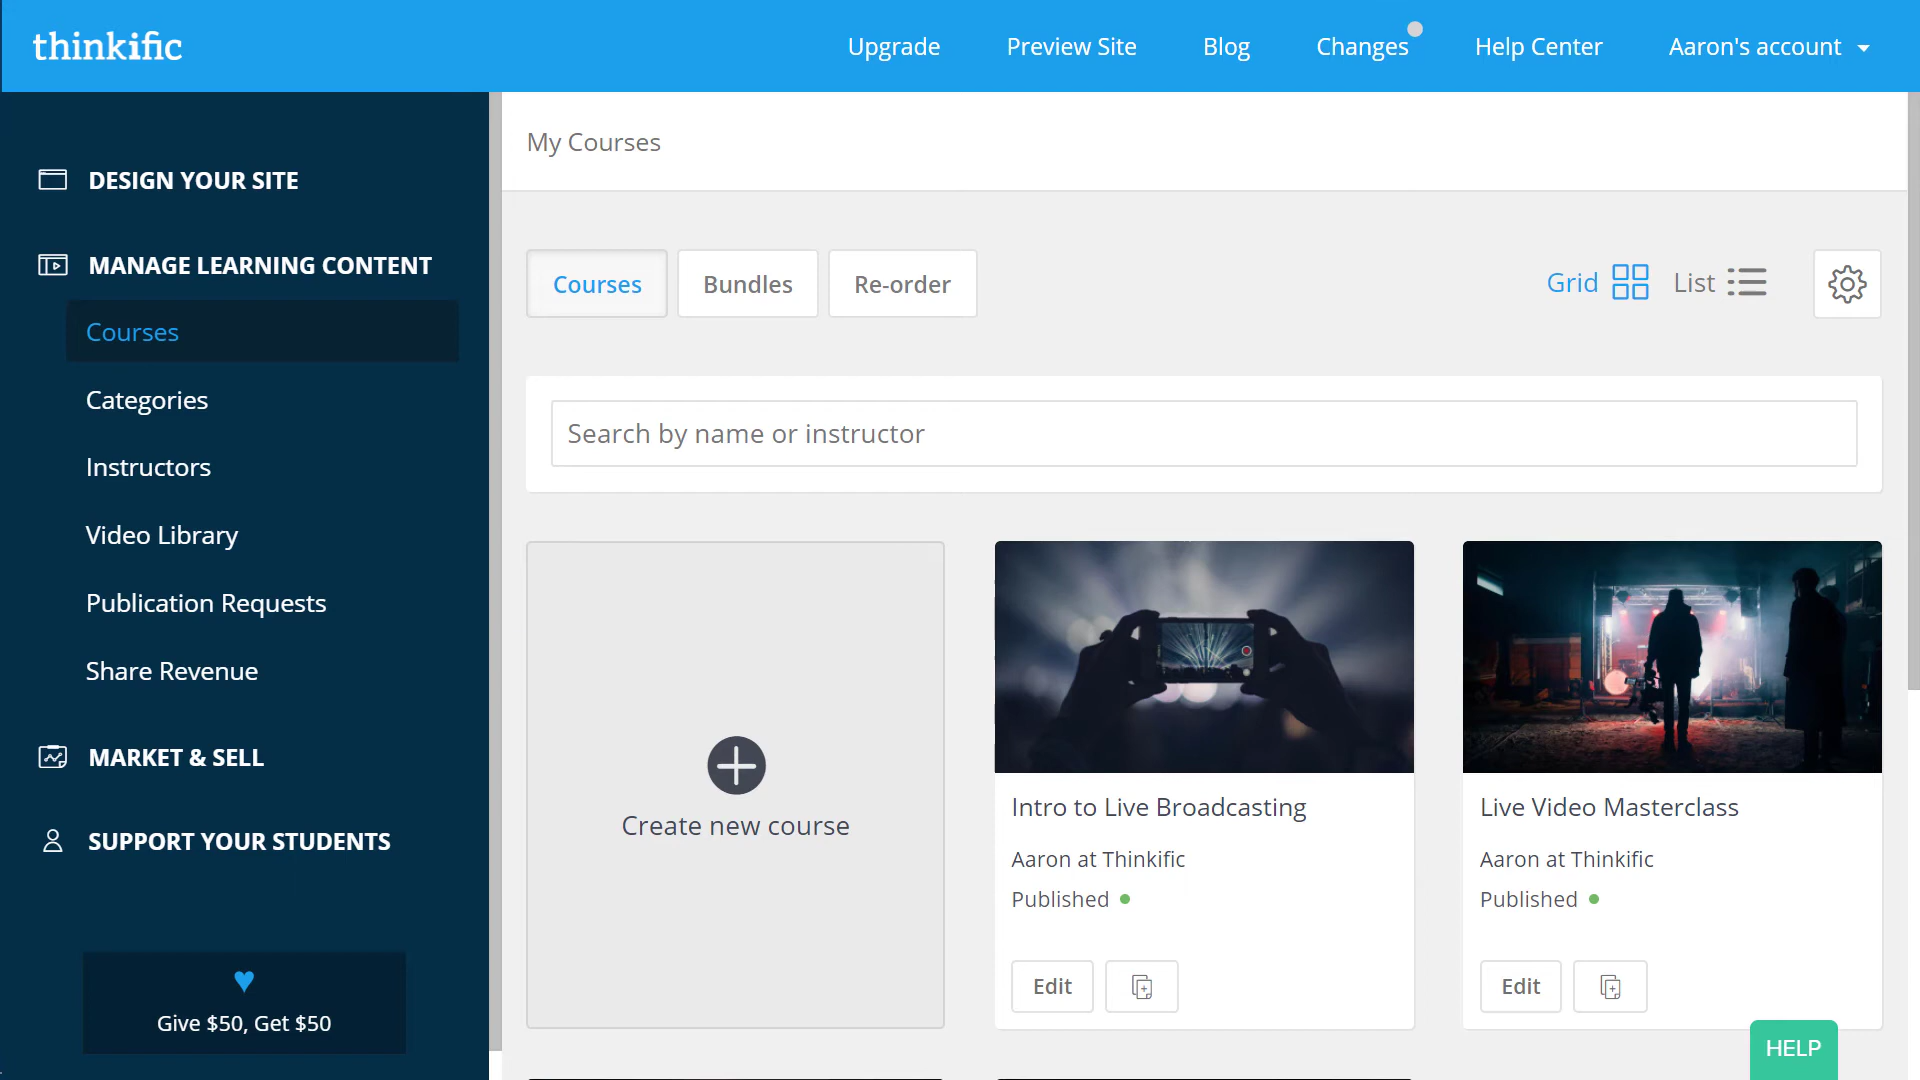 thinkific
Upgrade
Preview Site
Blog
Changes
Help Center
Aaron's account
DESIGN YOUR SITE
MANAGE LEARNING CONTENT
Courses
Categories
Instructors
Video Library
Publication Requests
Share Revenue
MARKET & SELL
SUPPORT YOUR STUDENTS
Give $50, Get $50
My Courses
Courses
Bundles
Re-order
Grid
List
Search by name or instructor
Create new course
Intro to Live Broadcasting
Aaron at Thinkific
Published
Edit
Live Video Masterclass
Aaron at Thinkific
Published
Edit
HELP